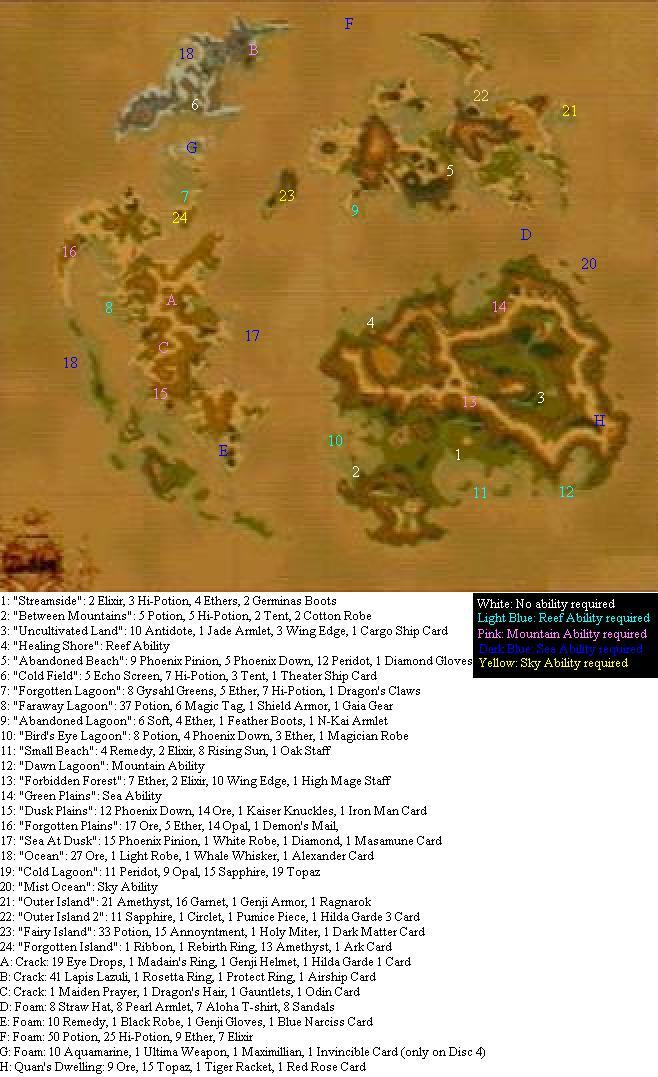 F
18
B
6
22
21
G
5
7
23
9
24
D
16
20
A
8
14
4
17
C
18
15
3
13
H
10
E
1
2
11
12
1: "Streamside": 2 Elixir, 3 Hi-Potion, 4 Ethers, 2 Germinas Boots
2: "Between Mountains": 5 Potion, 5 Hi-Potion, 2 Tent, 2 Cotton Robe
3: "Uncultivated Land": 10 Antidote, 1 Jade Armlet, 3 Wing Edge, 1 Cargo Ship Card
4: "Healing Shore": Reef Ability
5: "Abandoned Beach": 9 Phoenix Pinion, 5 Phoenix Down, 12 Peridot, 1 Diamond Gloves
6: "Cold Field": 5 Echo Screen, 7 Hi-Potion, 3 Tent, 1 Theater Ship Card
7: "Forgotten Lagoon": 8 Gysahl Greens, 5 Ether, 7 Hi-Potion, 1 Dragon's Claws
8: "Faraway Lagoon": 37 Potion, 6 Magic Tag, 1 Shield Armor, 1 Gaia Gear
9: "Abandoned Lagoon": 6 Soft, 4 Ether, 1 Feather Boots, 1 N-Kai Armlet
10: "Bird's Eye Lagoon": 8 Potion, 4 Phoenix Down, 3 Ether, 1 Magician Robe
11: "Small Beach": 4 Remedy, 2 Elixir, 8 Rising Sun, 1 Oak Staff
12: "Dawn Lagoon": Mountain Ability
13: "Forbidden Forest": 7 Ether, 2 Elixir, 10 Wing Edge, 1 High Mage Staff
14: "Green Plains": Sea Ability
15: "Dusk Plains": 12 Phoenix Down, 14 Ore, 1 Kaiser Knuckles, 1 Iron Man Card
16: "Forgotten Plains": 17 Ore, 5 Ether, 14 Opal, 1 Demon's Mail,
17: "Sea At Dusk": 15 Phoenix Pinion, 1 White Robe, 1 Diamond, 1 Masamune Card
18: "Ocean": 27 Ore, 1 Light Robe, 1 Whale Whisker, 1 Alexander Card
19: "Cold Lagoon": 11 Peridot, 9 Opal, 15 Sapphire, 19 Topaz
20: "Mist Ocean": Sky Ability
21: "Outer Island": 21 Amethyst, 16 Garnet, 1 Genji Armor, 1 Ragnarok
22: "Outer Island 2": 11 Sapphire, 1 Circlet, 1 Pumice Piece, 1 Hilda Garde 3 Card
23: "Fairy Island": 33 Potion, 15 Annoyntment, 1 Holy Miter, 1 Dark Matter Card
24: "Forgotten Island": 1 Ribbon, 1 Rebirth Ring, 13 Amethyst, 1 Ark Card
A: Crack: 19 Eye Drops, 1 Madain's Ring, 1 Genji Helmet, 1 Hilda Garde 1 Card
B: Crack: 41 Lapis Lazuli, 1 Rosetta Ring, 1 Protect Ring, 1 Airship Card
C: Crack: 1 Maiden Prayer, 1 Dragon's Hair, 1 Gauntlets, 1 Odin Card
D: Foam: 8 Straw Hat, 8 Pearl Armlet, 7 Aloha T-shirt, 8 Sandals
E: Foam: 10 Remedy, 1 Black Robe, 1 Genji Gloves, 1 Blue Narciss Card
F: Foam: 50 Potion, 25 Hi-Potion, 9 Ether, 7 Elixir
G: Foam: 10 Aquamarine, 1 Ultima Weapon, 1 Maximillian, 1 Invincible Card (only on Disc 4)
H: Quan's Dwelling: 9 Ore, 15 Topaz, 1 Tiger Racket, 1 Red Rose Card
White: No ability required
Light Blue: Reef Ability required
Pink: Mountain Ability required
Dark Blue: Sea Ability required
Yellow: Sky Ability required